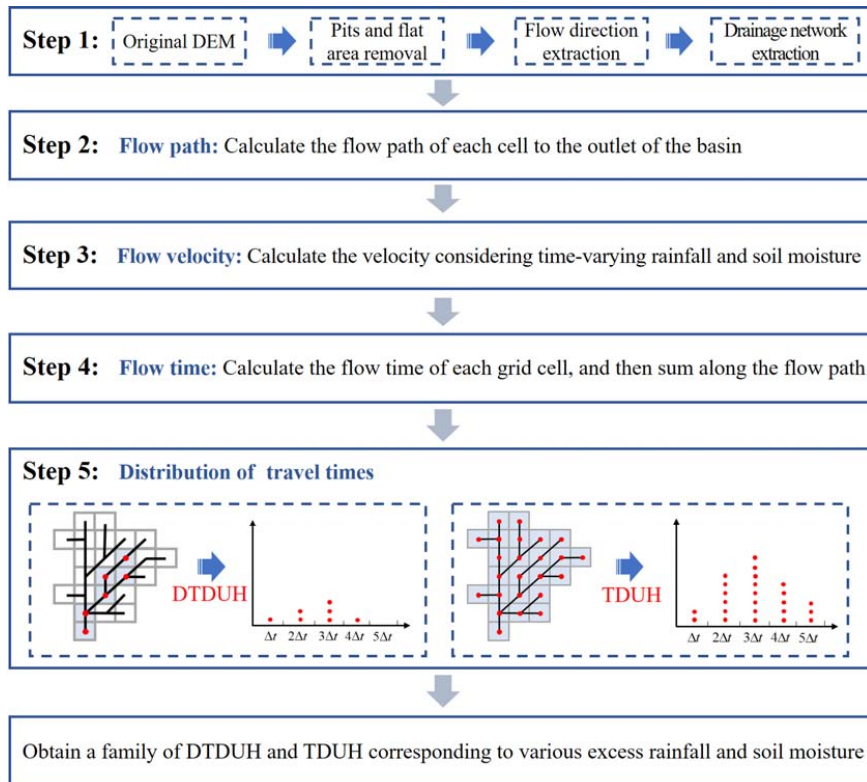 Step 1:
Original DEM
Pits and flat
area removal
Flow direction
extraction
Drainage network
extraction
Step 2: Flow path: Calculate the flow path of each cell to the outlet of the basin
Step 3: Flow velocity: Calculate the velocity considering time-varying rainfall and soil moisture
Step 4: Flow time: Calculate the flow time of each grid cell, and then sum along the flow path
Step 5: Distribution of travel times
DTDUH
Δt 2Δt 3Δt 4Δt 5Δt
TDUH
Δt 2Δt 3Δt 4Δt 5Δt
Obtain a family of DTDUH and TDUH corresponding to various excess rainfall and soil moisture